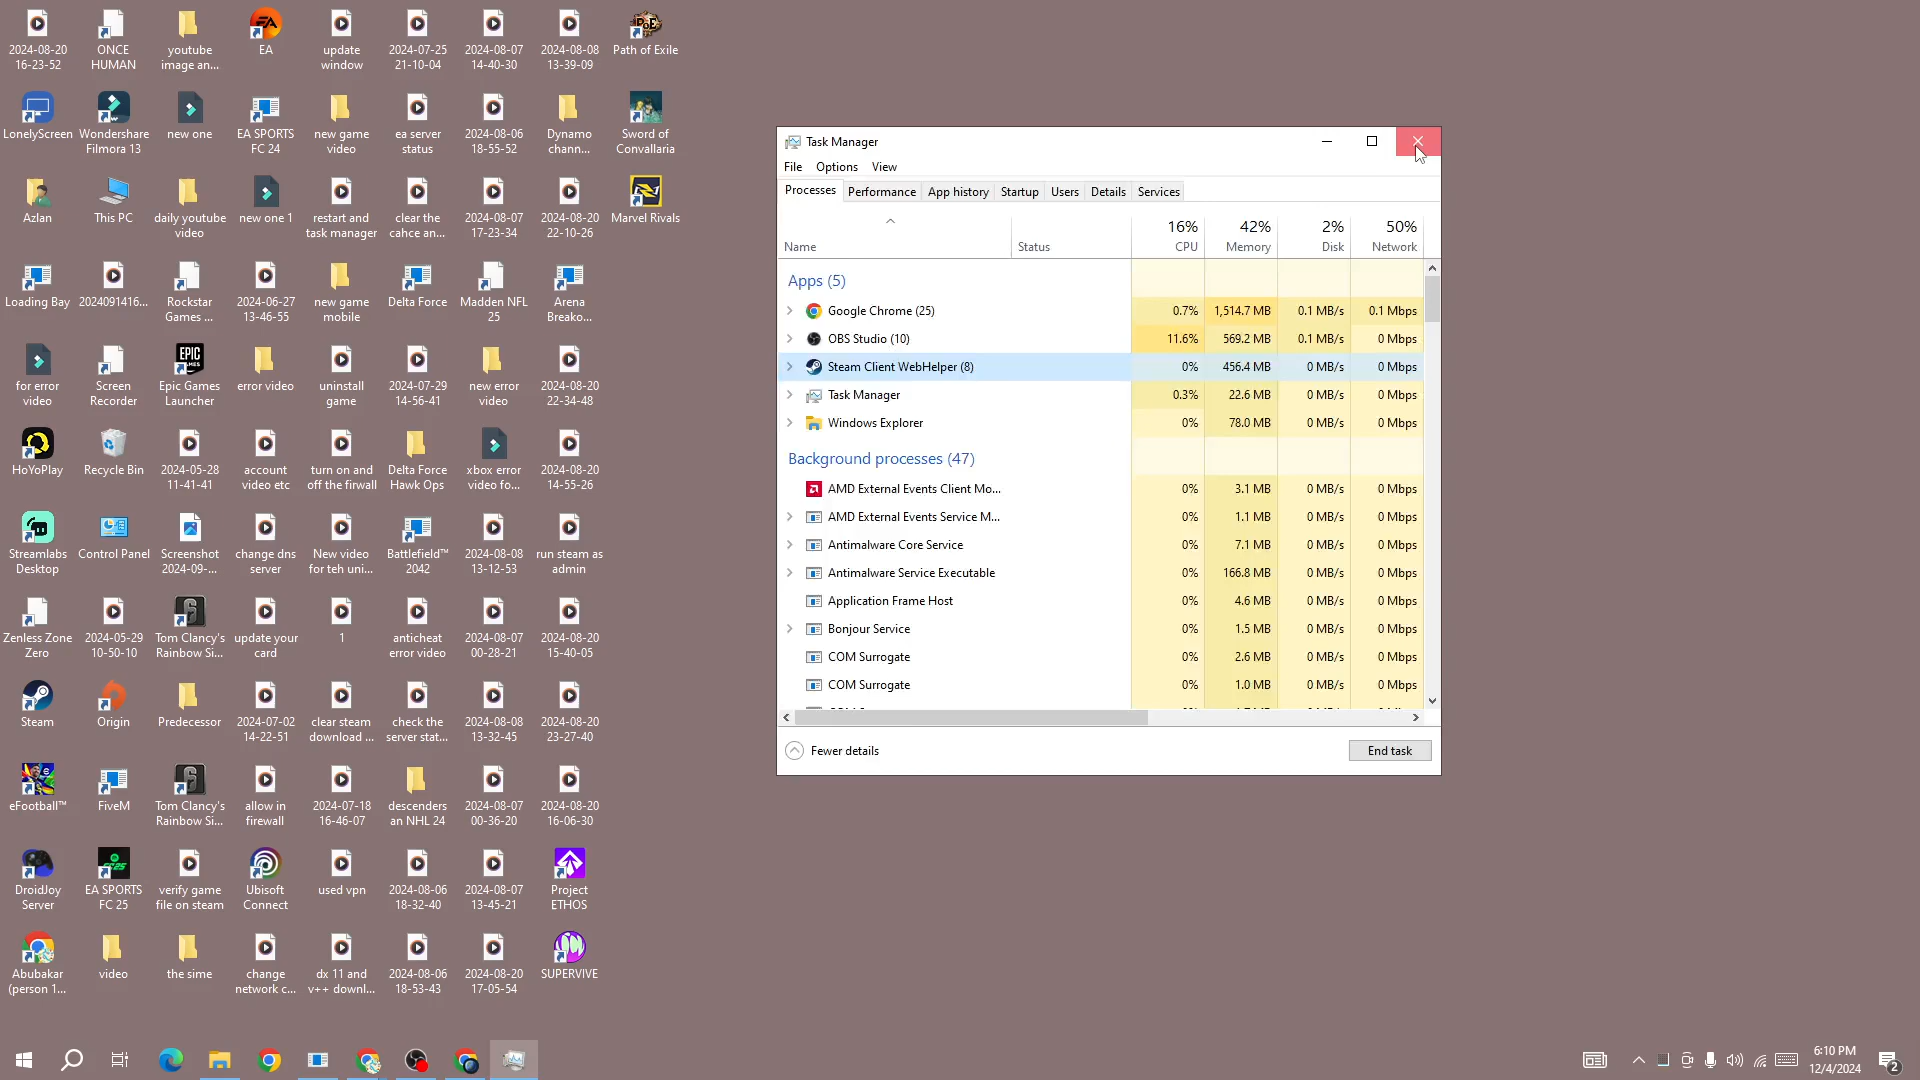 2024-08-20
16-23-52
ONCE
HUMAN
youtube
image an...
EA
update
window
2024-07-25
21-10-04
2024-08-07
14-40-30
2024-08-08
13-39-09
Path of Exile
LonelyScreen
Wondershare
Filmora 13
new one
EA SPORTS
FC 24
new game
video
ea server
status
2024-08-06
18-55-52
Dynamo
chann...
Sword of
Convallaria
Azlan
This PC
daily youtube
video
new one 1
restart and
task manager
clear the
cahce an...
2024-08-07
17-23-34
2024-08-20
22-10-26
Marvel Rivals
Loading Bay
2024091416...
Rockstar
Games ...
2024-06-27
13-46-55
new game
mobile
Delta Force
Madden NFL
25
Arena
Breako...
for error
video
Screen
Recorder
Epic Games
Launcher
error video
uninstall
game
2024-07-29
14-56-41
new error
video
2024-08-20
22-34-48
HoYoPlay
Recycle Bin
2024-05-28
11-41-41
account
video etc
turn on and
off the firwall
Delta Force
Hawk Ops
xbox error
video fo...
2024-08-20
14-55-26
Streamlabs
Desktop
Control Panel
Screenshot
2024-09-...
change dns
server
New video
for teh uni...
Battlefield™
2042
2024-08-08
13-12-53
run steam as
admin
Zenless Zone
Zero
2024-05-29
10-50-10
Tom Clancy's
Rainbow Si...
update your
card
1
anticheat
error video
2024-08-07
00-28-21
2024-08-20
15-40-05
Steam
Origin
Predecessor
2024-07-02
14-22-51
clear steam
download ...
check the
server stat...
2024-08-08
13-32-45
2024-08-20
23-27-40
eFootball™
FiveM
Tom Clancy's
Rainbow Si...
allow in
firewall
2024-07-18
16-46-07
descenders
an NHL 24
2024-08-07
00-36-20
2024-08-20
16-06-30
DroidJoy
Server
EA SPORTS
FC 25
verify game
file on steam
Ubisoft
Connect
used vpn
2024-08-06
18-32-40
2024-08-07
13-45-21
Project
ETHOS
Abubakar
(person 1...
video
the sime
change
network c...
dx 11 and
v++ downl...
2024-08-06
18-53-43
2024-08-20
17-05-54
SUPERVIVE
Task Manager
File Options View
Processes Performance App history Startup Users Details Services
16% 42% 2% 50%
Name Status CPU Memory Disk Network
Apps (5)
Google Chrome (25) 0.7% 1,514.7 MB 0.1 MB/s 0.1 Mbps
OBS Studio (10) 11.6% 569.2 MB 0.1 MB/s 0 Mbps
Steam Client WebHelper (8) 0% 456.4 MB 0 MB/s 0 Mbps
Task Manager 0.3% 22.6 MB 0 MB/s 0 Mbps
Windows Explorer 0% 78.0 MB 0 MB/s 0 Mbps
Background processes (47)
AMD External Events Client Mo... 0% 3.1 MB 0 MB/s 0 Mbps
AMD External Events Service M... 0% 1.1 MB 0 MB/s 0 Mbps
Antimalware Core Service 0% 7.1 MB 0 MB/s 0 Mbps
Antimalware Service Executable 0% 166.8 MB 0 MB/s 0 Mbps
Application Frame Host 0% 4.6 MB 0 MB/s 0 Mbps
Bonjour Service 0% 1.5 MB 0 MB/s 0 Mbps
COM Surrogate 0% 2.6 MB 0 MB/s 0 Mbps
COM Surrogate 0% 1.0 MB 0 MB/s 0 Mbps
Fewer details
End task
6:10 PM
12/4/2024
2